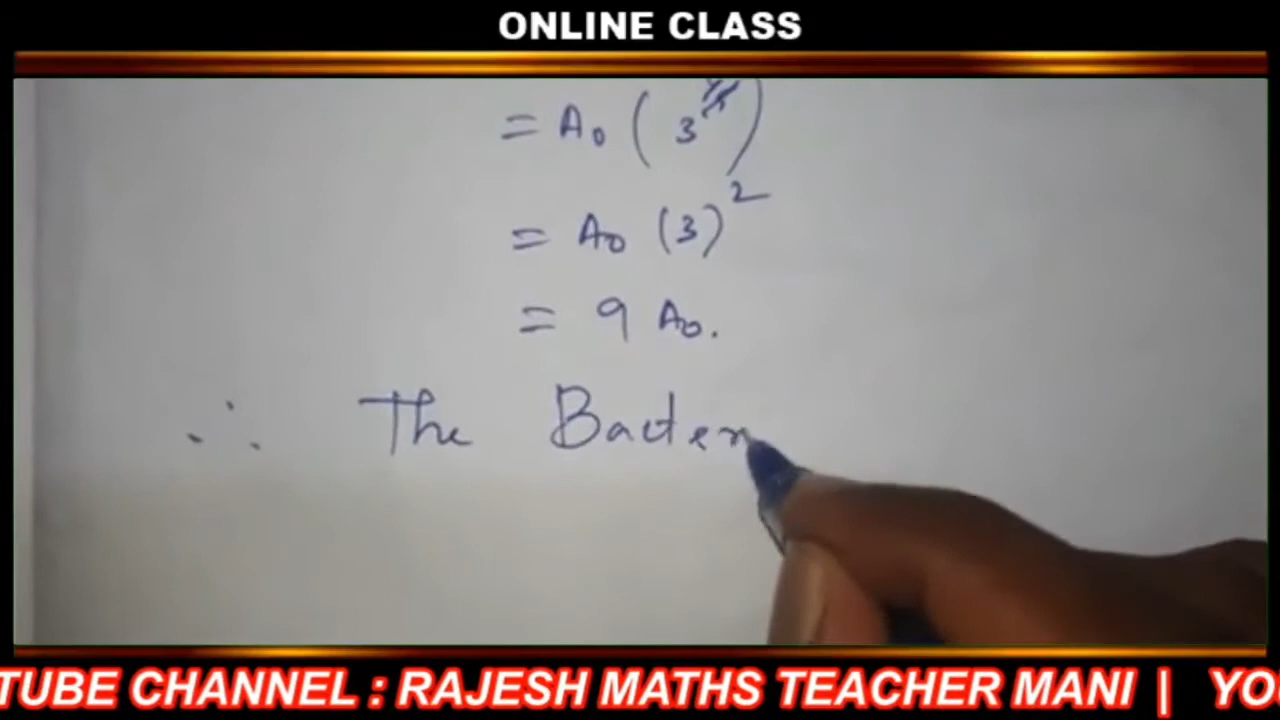 ONLINE CLASS
= A₀ ( 3 )
= A₀ (3)²
= 9 A₀.
∴ The Bacter
TUBE CHANNEL : RAJESH MATHS TEACHER MANI | YO